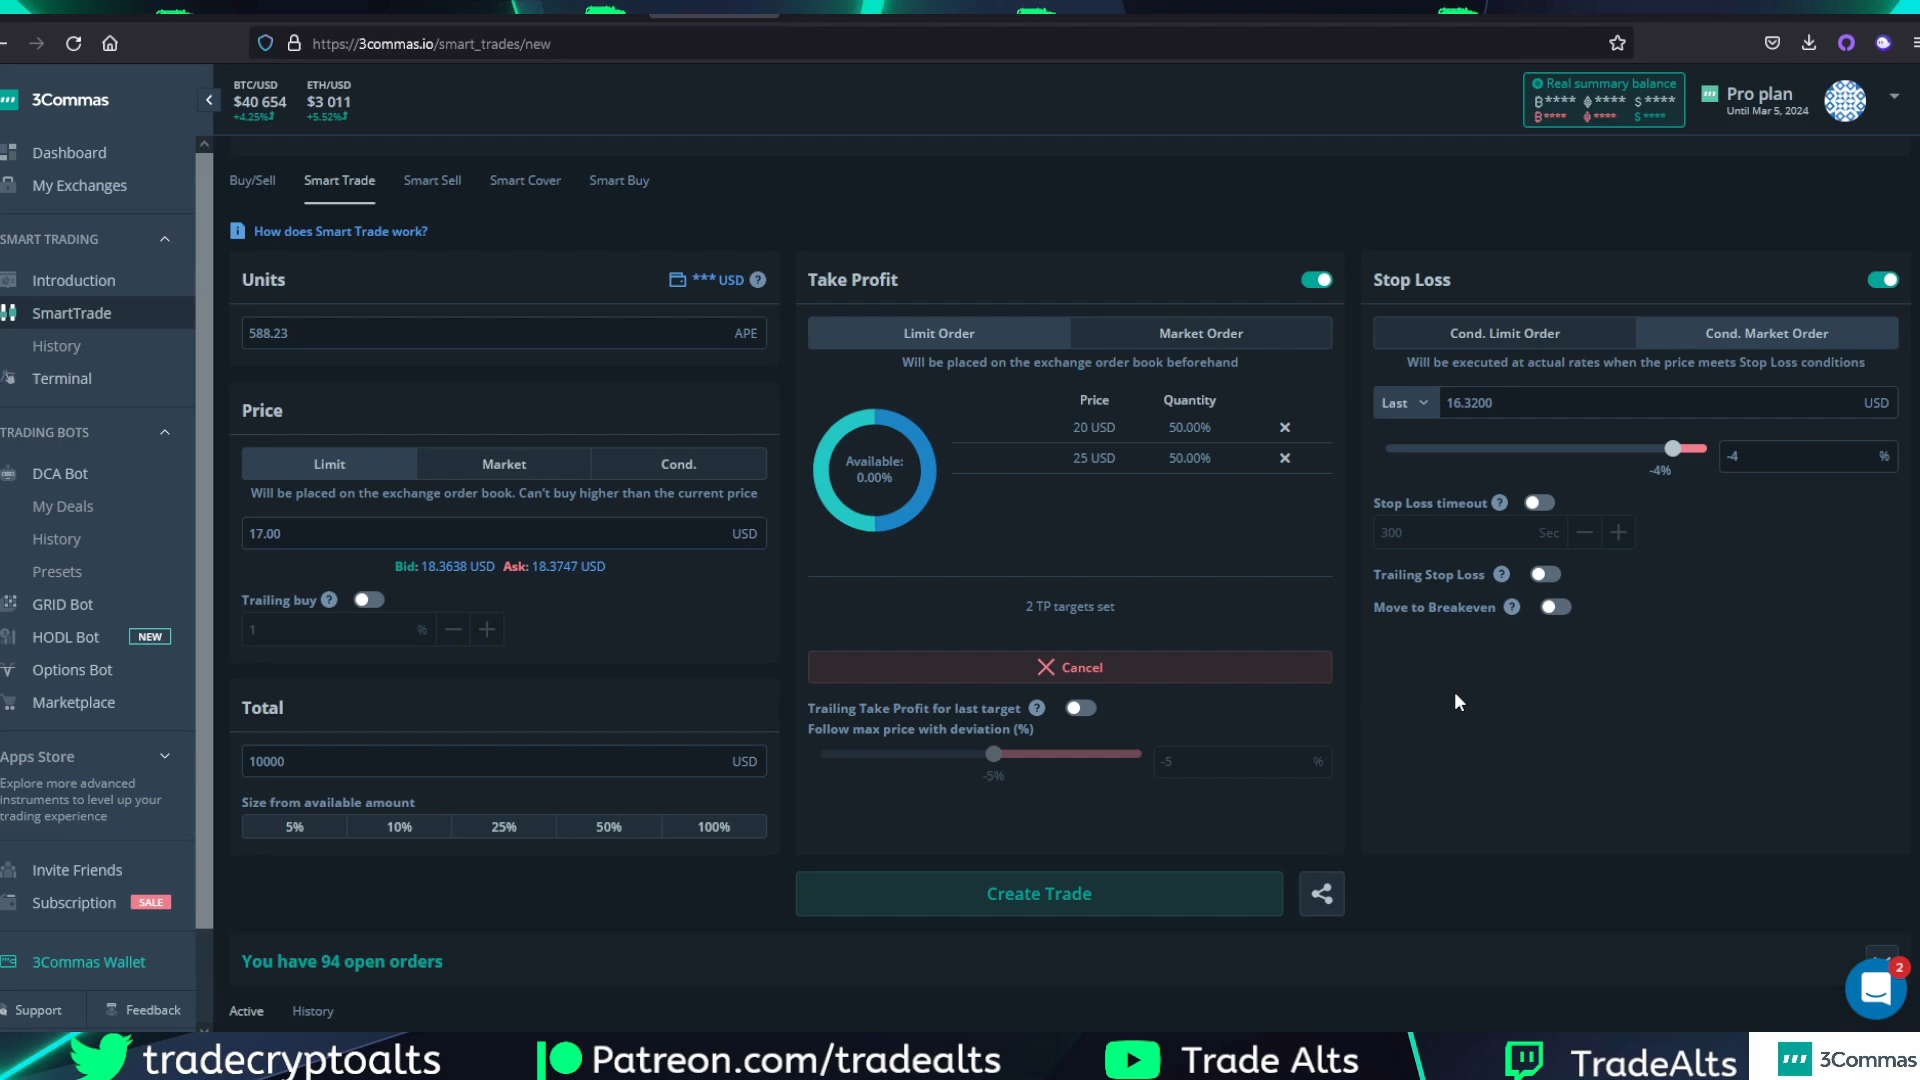 https://3commas.io/smart_trades/new
3Commas
BTC/USD
$40 654
+4.25%
ETH/USD
$3 011
+5.52%
Real summary balance
**** **** $****
**** **** $****
Pro plan
Until Mar 5, 2024
Dashboard
My Exchanges
SMART TRADING
Introduction
SmartTrade
History
Terminal
TRADING BOTS
DCA Bot
My Deals
History
Presets
GRID Bot
HODL Bot NEW
Options Bot
Marketplace
Apps Store
Explore more advanced
instruments to level up your
trading experience
Invite Friends
Subscription SALE
3Commas Wallet
Support Feedback
Buy/Sell Smart Trade Smart Sell Smart Cover Smart Buy
How does Smart Trade work?
Units *** USD ?
588.23 APE
Price
Limit Market Cond.
Will be placed on the exchange order book. Can't buy higher than the current price
17.00 USD
Bid: 18.3638 USD Ask: 18.3747 USD
Trailing buy ?
1 %
Total
10000 USD
Size from available amount
5% 10% 25% 50% 100%
Take Profit
Limit Order Market Order
Will be placed on the exchange order book beforehand
Price Quantity
20 USD 50.00%
25 USD 50.00%
Available:
0.00%
2 TP targets set
Cancel
Trailing Take Profit for last target ?
Follow max price with deviation (%)
-5%
-5 %
Stop Loss
Cond. Limit Order Cond. Market Order
Will be executed at actual rates when the price meets Stop Loss conditions
Last 16.3200 USD
-4%
-4 %
Stop Loss timeout ?
300 Sec
Trailing Stop Loss ?
Move to Breakeven ?
Create Trade
You have 94 open orders
Active History
2
tradecryptoalts
Patreon.com/tradealts
Trade Alts
TradeAlts
3Commas